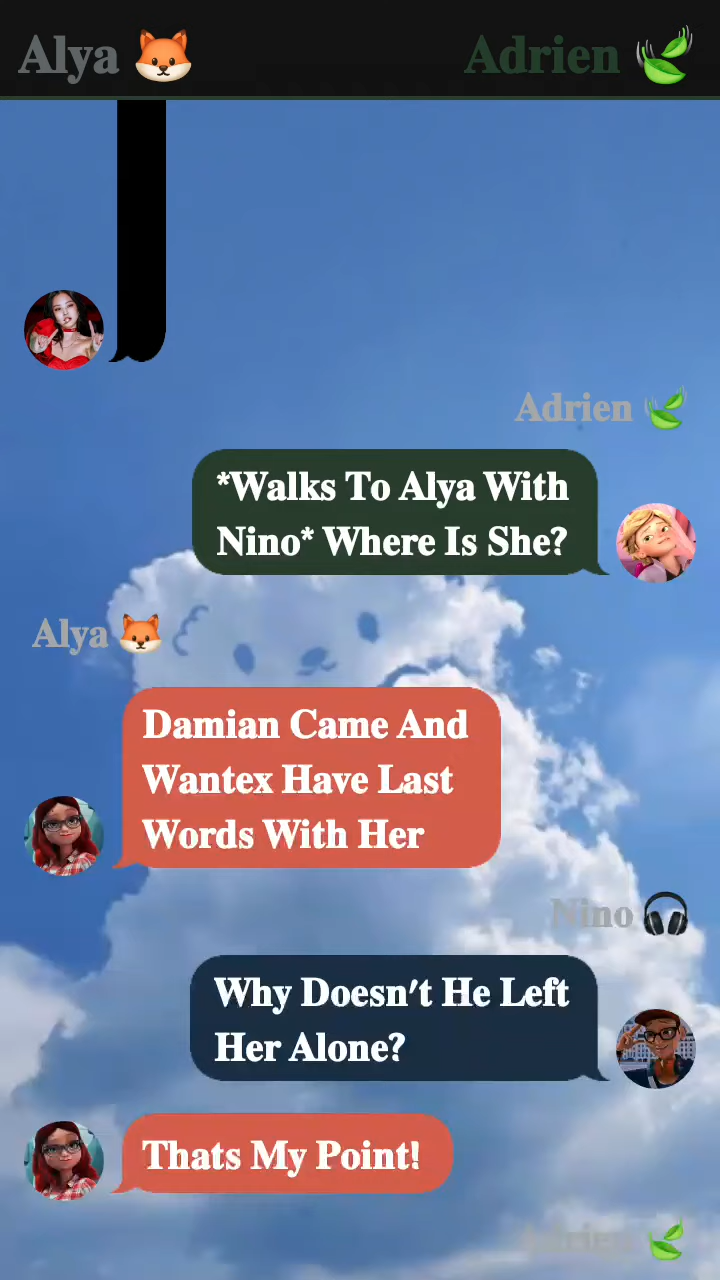 Alya 🦊 Adrien 🍃
Adrien 🍃
*Walks To Alya With
Nino* Where Is She?
Alya 🦊
Damian Came And
Wantex Have Last
Words With Her
Nino 🎧
Why Doesn't He Left
Her Alone?
Thats My Point!
Adrien 🍃